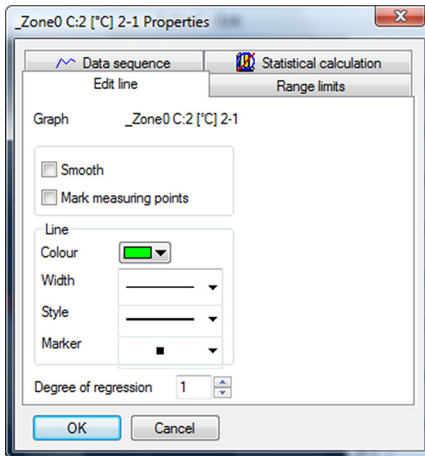 _Zone0 C:2 [°C] 2-1 Properties
Data sequence
Statistical calculation
Edit line
Range limits
Graph _Zone0 C:2 [°C] 2-1
Smooth
Mark measuring points
Line
Colour
Width
Style
Marker
Degree of regression 1
OK Cancel